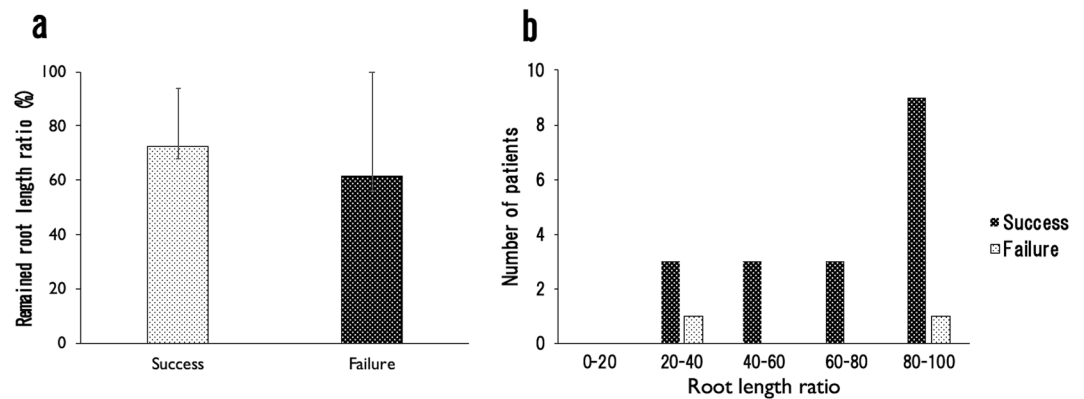 a
Remained root length ratio (%)
100
80
60
40
20
0
Success
Failure
b
Number of patients
10
8
6
4
2
0
0-20
20-40
40-60
60-80
80-100
Root length ratio
Success
Failure